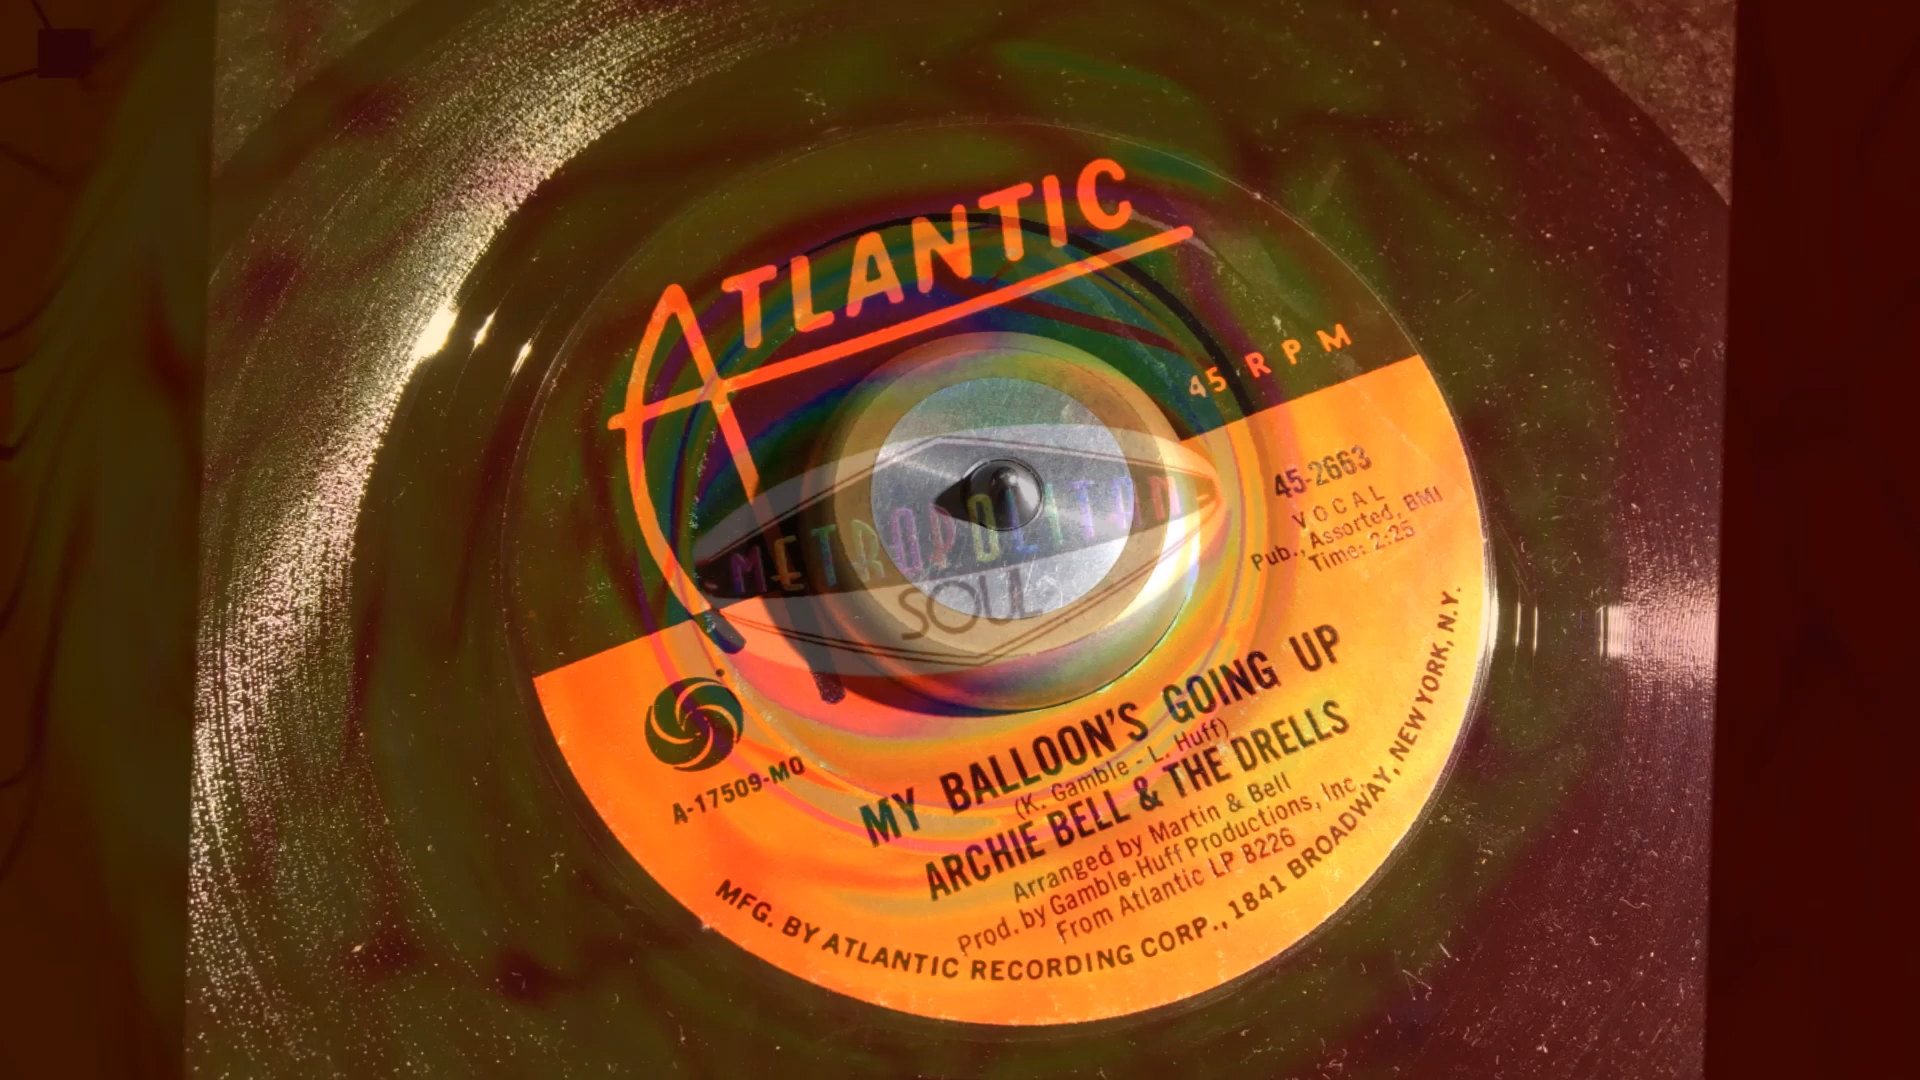 ATLANTIC
45 RPM
45-2663
VOCAL
Pub., Assorted, BMI
Time: 2:25
METROPOLITAN
SOUL
A-17509-MO
MY BALLOON'S GOING UP
(K. Gamble - L. Huff)
ARCHIE BELL & THE DRELLS
Arranged by Martin & Bell
Prod. by Gamble-Huff Productions, Inc.
From Atlantic LP 8226
MFG. BY ATLANTIC RECORDING CORP., 1841 BROADWAY, NEW YORK, N.Y.